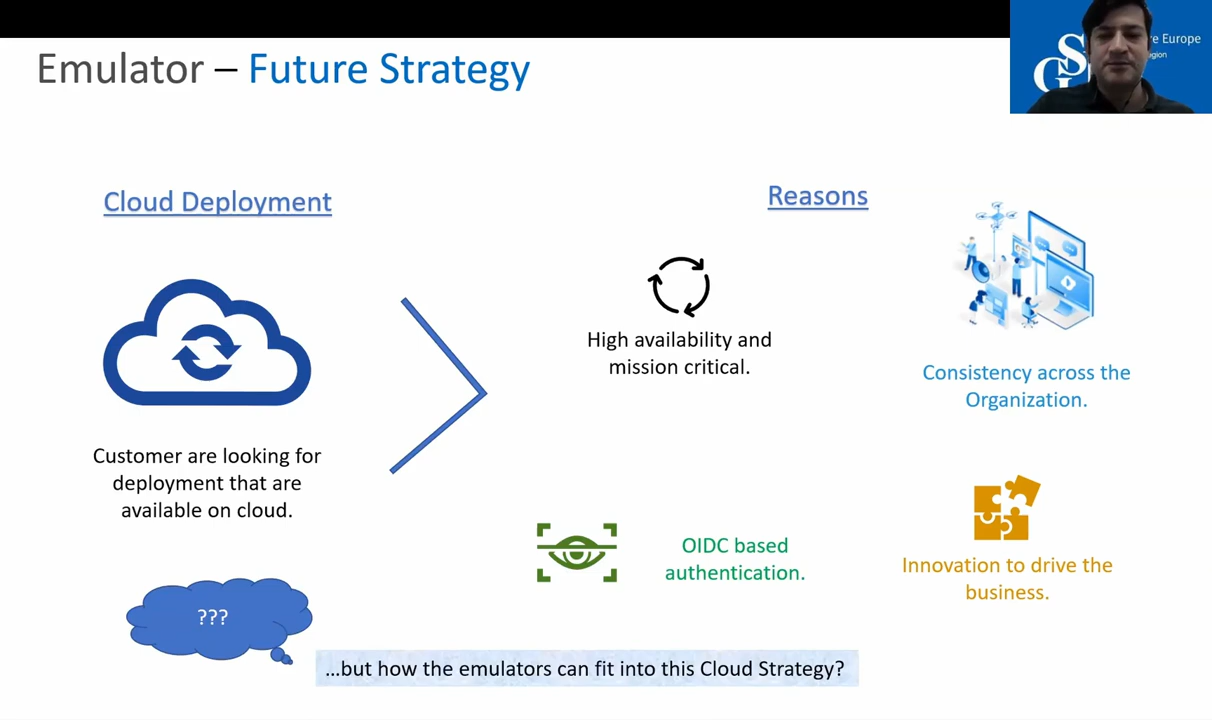 Emulator – Future Strategy
GS
re Europe
egion
Cloud Deployment
Customer are looking for
deployment that are
available on cloud.
???
Reasons
High availability and
mission critical.
Consistency across the
Organization.
OIDC based
authentication.
Innovation to drive the
business.
...but how the emulators can fit into this Cloud Strategy?